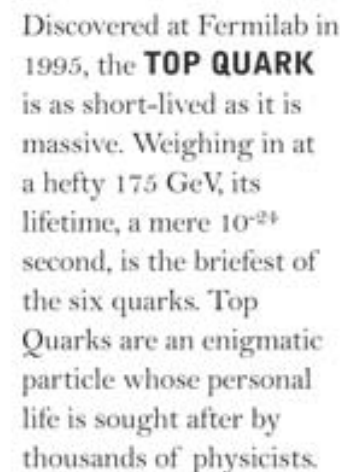 Discovered at Fermilab in
1995, the TOP QUARK
is as short-lived as it is
massive. Weighing in at
a hefty 175 GeV, its
lifetime, a mere 10⁻²⁴
second, is the briefest of
the six quarks. Top
Quarks are an enigmatic
particle whose personal
life is sought after by
thousands of physicists.